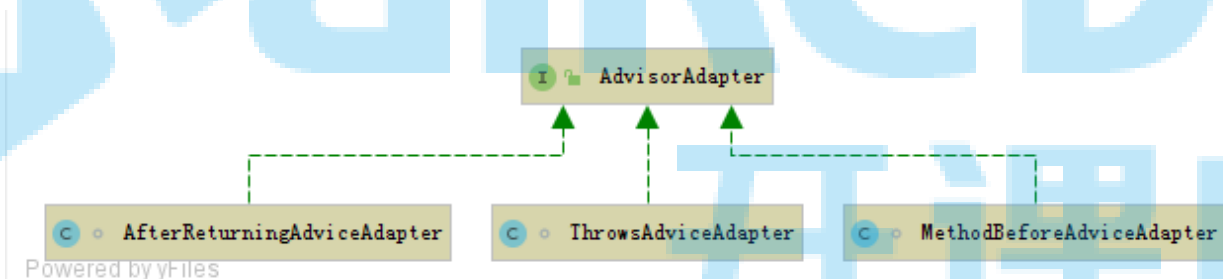 AdvisorAdapter
AfterReturningAdviceAdapter
ThrowsAdviceAdapter
MethodBeforeAdviceAdapter
Powered by yFiles